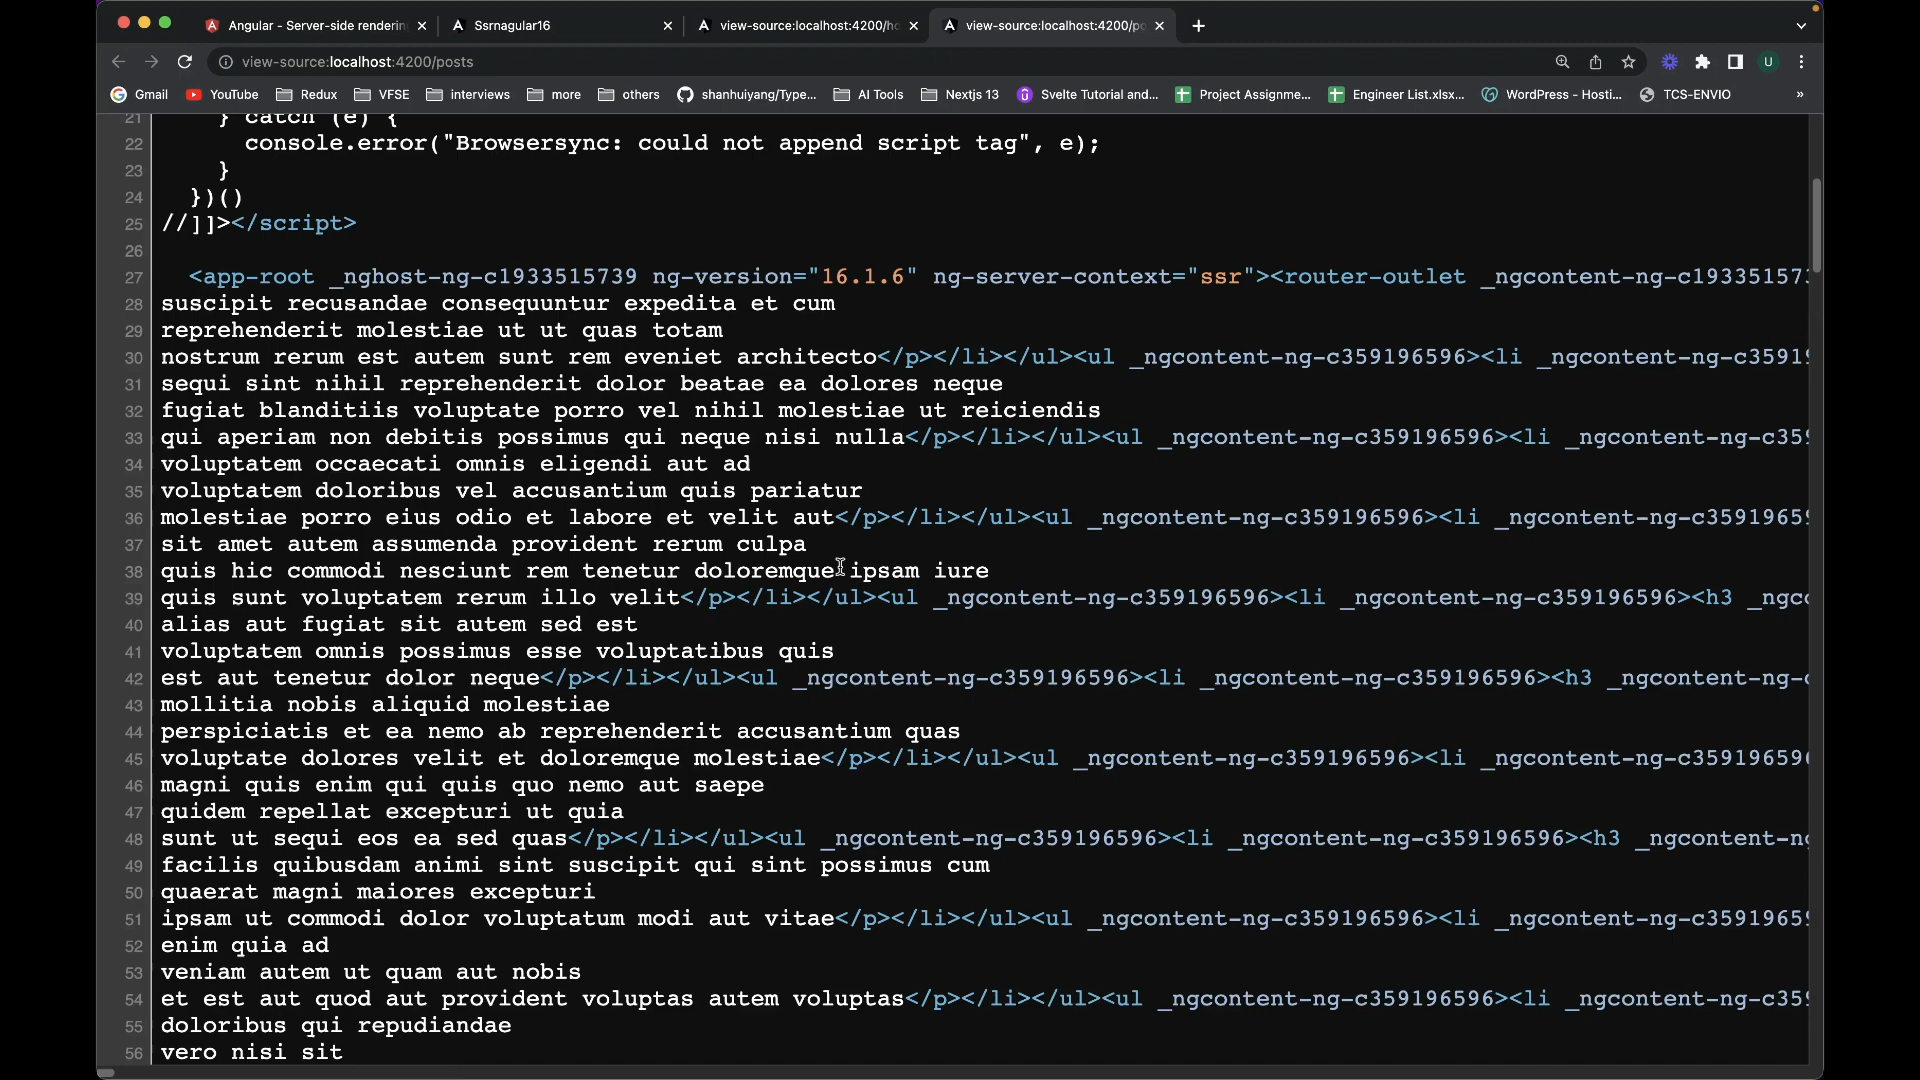 Angular - Server-side renderin
Ssrnagular16
view-source:localhost:4200/ho
view-source:localhost:4200/po
view-source:localhost:4200/posts
U
Gmail
YouTube
Redux
VFSE
interviews
more
others
shanhuiyang/Type...
AI Tools
Nextjs 13
Svelte Tutorial and...
Project Assignme...
Engineer List.xlsx...
WordPress - Hosti...
TCS-ENVIO
»
21 } catch (e) {
22 console.error("Browsersync: could not append script tag", e);
23 }
24 })()
25 //]]></script>
26
27 <app-root _nghost-ng-c1933515739 ng-version="16.1.6" ng-server-context="ssr"><router-outlet _ngcontent-ng-c193351573
28 suscipit recusandae consequuntur expedita et cum
29 reprehenderit molestiae ut ut quas totam
30 nostrum rerum est autem sunt rem eveniet architecto</p></li></ul><ul _ngcontent-ng-c359196596><li _ngcontent-ng-c35919
31 sequi sint nihil reprehenderit dolor beatae ea dolores neque
32 fugiat blanditiis voluptate porro vel nihil molestiae ut reiciendis
33 qui aperiam non debitis possimus qui neque nisi nulla</p></li></ul><ul _ngcontent-ng-c359196596><li _ngcontent-ng-c359
34 voluptatem occaecati omnis eligendi aut ad
35 voluptatem doloribus vel accusantium quis pariatur
36 molestiae porro eius odio et labore et velit aut</p></li></ul><ul _ngcontent-ng-c359196596><li _ngcontent-ng-c35919659
37 sit amet autem assumenda provident rerum culpa
38 quis hic commodi nesciunt rem tenetur doloremque ipsam iure
39 quis sunt voluptatem rerum illo velit</p></li></ul><ul _ngcontent-ng-c359196596><li _ngcontent-ng-c359196596><h3 _ngco
40 alias aut fugiat sit autem sed est
41 voluptatem omnis possimus esse voluptatibus quis
42 est aut tenetur dolor neque</p></li></ul><ul _ngcontent-ng-c359196596><li _ngcontent-ng-c359196596><h3 _ngcontent-ng-c
43 mollitia nobis aliquid molestiae
44 perspiciatis et ea nemo ab reprehenderit accusantium quas
45 voluptate dolores velit et doloremque molestiae</p></li></ul><ul _ngcontent-ng-c359196596><li _ngcontent-ng-c359196596
46 magni quis enim qui quis quo nemo aut saepe
47 quidem repellat excepturi ut quia
48 sunt ut sequi eos ea sed quas</p></li></ul><ul _ngcontent-ng-c359196596><li _ngcontent-ng-c359196596><h3 _ngcontent-ng
49 facilis quibusdam animi sint suscipit qui sint possimus cum
50 quaerat magni maiores excepturi
51 ipsam ut commodi dolor voluptatum modi aut vitae</p></li></ul><ul _ngcontent-ng-c359196596><li _ngcontent-ng-c35919659
52 enim quia ad
53 veniam autem ut quam aut nobis
54 et est aut quod aut provident voluptas autem voluptas</p></li></ul><ul _ngcontent-ng-c359196596><li _ngcontent-ng-c359
55 doloribus qui repudiandae
56 vero nisi sit